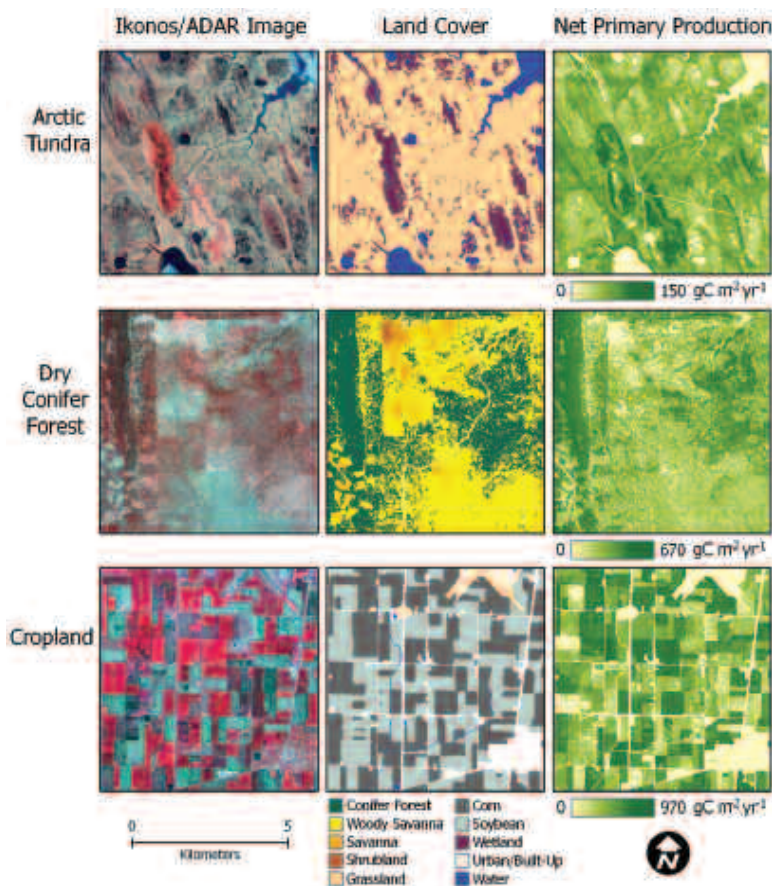 Ikonos/ADAR Image
Land Cover
Net Primary Production
Arctic
Tundra
0 150 gC m⁻² yr⁻¹
Dry
Conifer
Forest
0 670 gC m⁻² yr⁻¹
Cropland
0 970 gC m⁻² yr⁻¹
0 5
Kilometers
Conifer Forest
Woody Savanna
Savanna
Shrubland
Grassland
Corn
Soybean
Wetland
Urban/Built-Up
Water
N